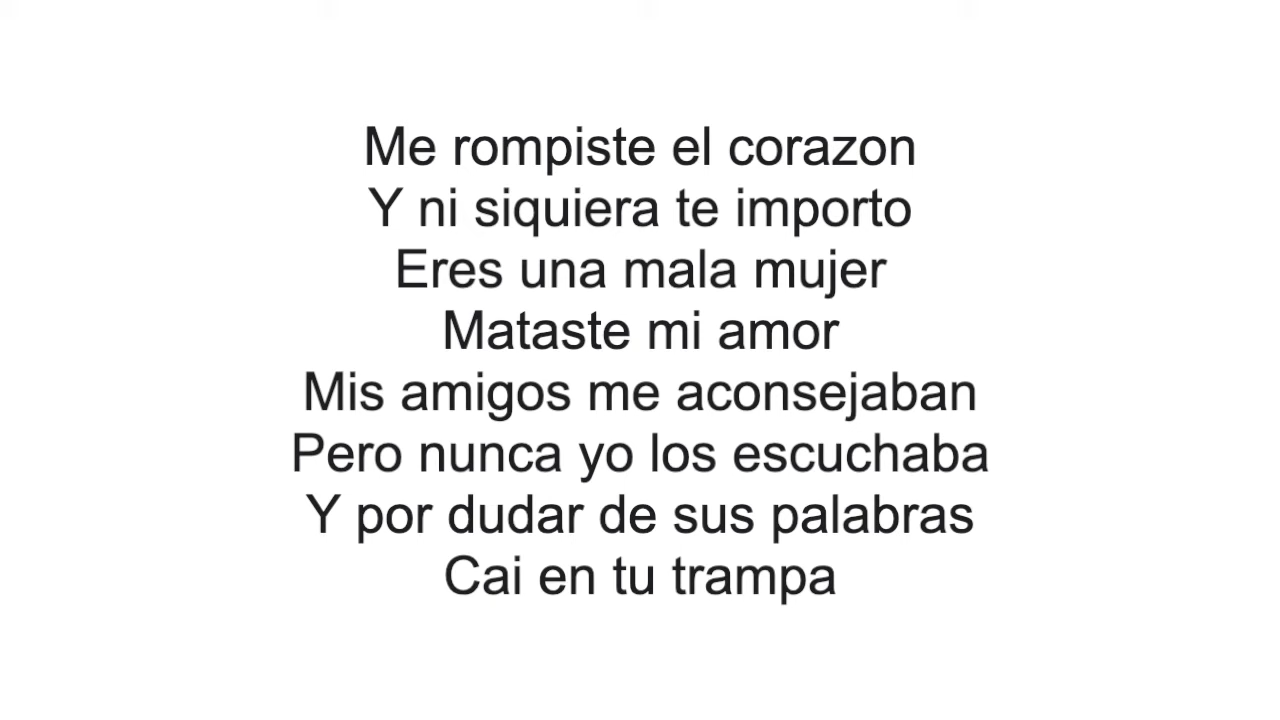 Me rompiste el corazon
Y ni siquiera te importo
Eres una mala mujer
Mataste mi amor
Mis amigos me aconsejaban
Pero nunca yo los escuchaba
Y por dudar de sus palabras
Cai en tu trampa